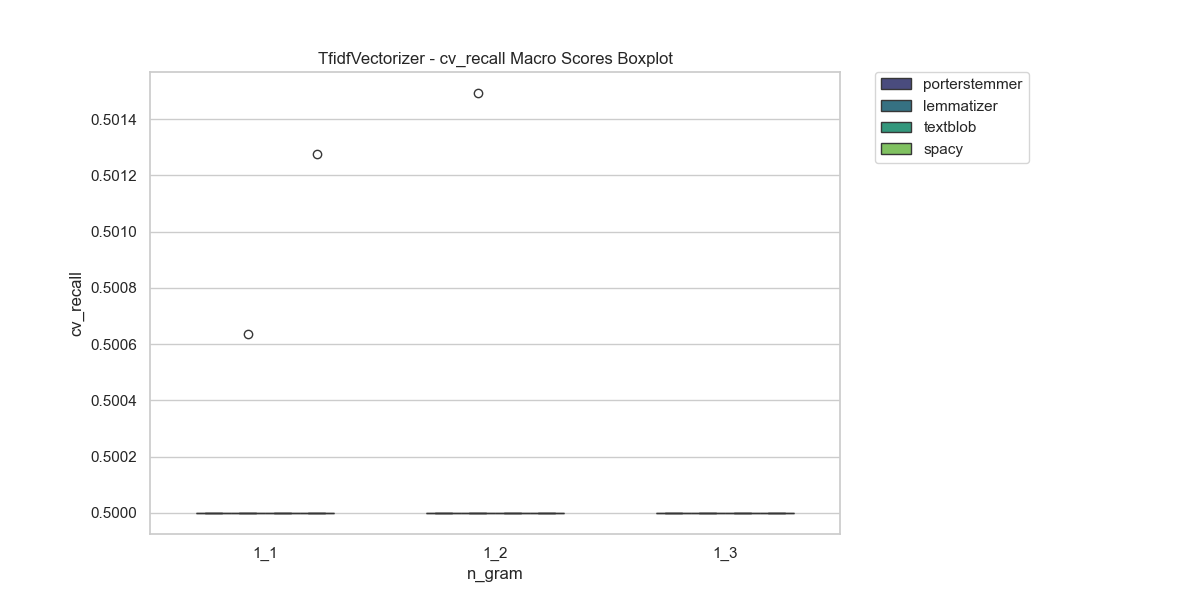 TfidfVectorizer - cv_recall Macro Scores Boxplot
porterstemmer
lemmatizer
textblob
spacy
cv_recall
0.5014
0.5012
0.5010
0.5008
0.5006
0.5004
0.5002
0.5000
1_1
1_2
1_3
n_gram